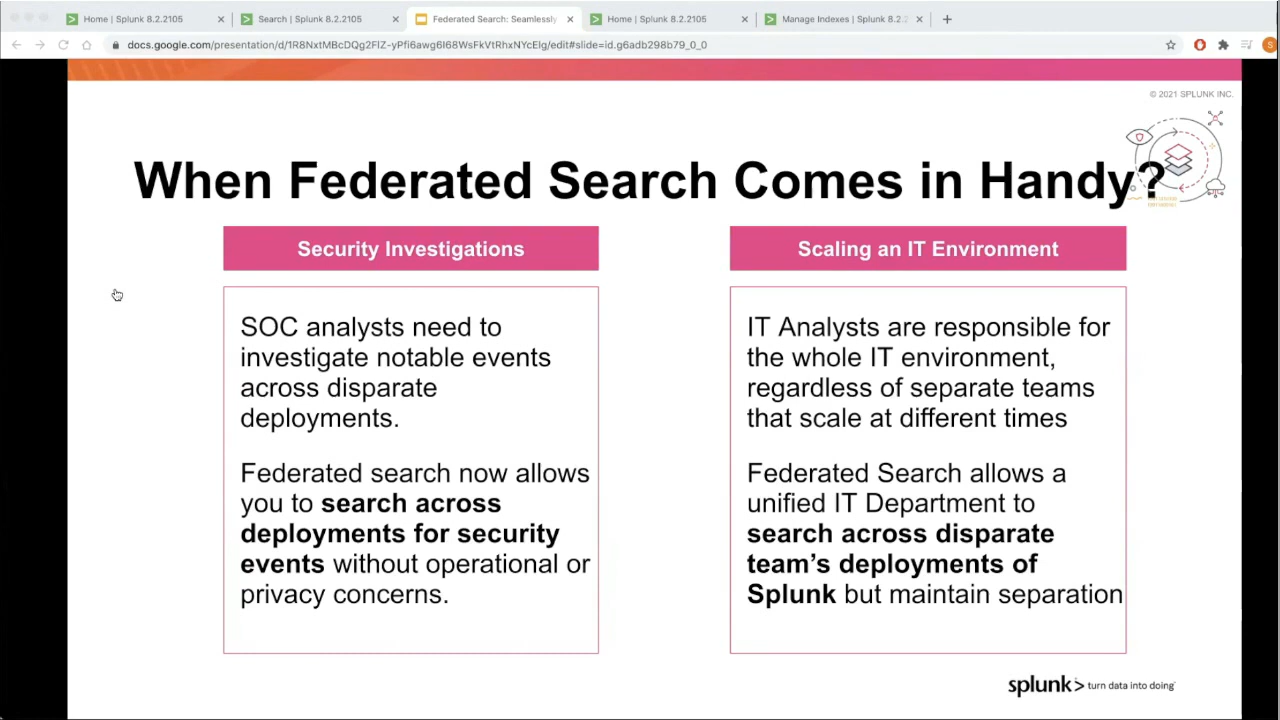 Home | Splunk 8.2.2105
Search | Splunk 8.2.2105
Federated Search: Seamlessly
Home | Splunk 8.2.2105
Manage Indexes | Splunk 8.2.2
docs.google.com/presentation/d/1R8NxtMBcDQg2FlZ-yPfi6awg6I68WsFkVtRhxNYcElg/edit#slide=id.g6adb298b79_0_0
S
© 2021 SPLUNK INC.
When Federated Search Comes in Handy?
Security Investigations
SOC analysts need to
investigate notable events
across disparate
deployments.
Federated search now allows
you to search across
deployments for security
events without operational or
privacy concerns.
Scaling an IT Environment
IT Analysts are responsible for
the whole IT environment,
regardless of separate teams
that scale at different times
Federated Search allows a
unified IT Department to
search across disparate
team's deployments of
Splunk but maintain separation
splunk> turn data into doing